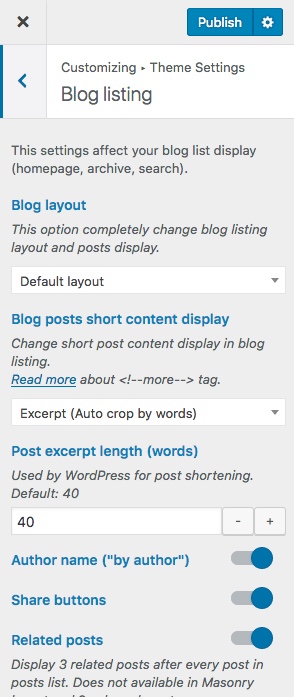 Publish
Customizing ▸ Theme Settings
Blog listing
This settings affect your blog list display
(homepage, archive, search).
Blog layout
This option completely change blog listing
layout and posts display.
Default layout
Blog posts short content display
Change short post content display in blog
listing.
Read more about <!--more--> tag.
Excerpt (Auto crop by words)
Post excerpt length (words)
Used by WordPress for post shortening.
Default: 40
40 - +
Author name ("by author")
Share buttons
Related posts
Display 3 related posts after every post in
posts list. Does not available in Masonry